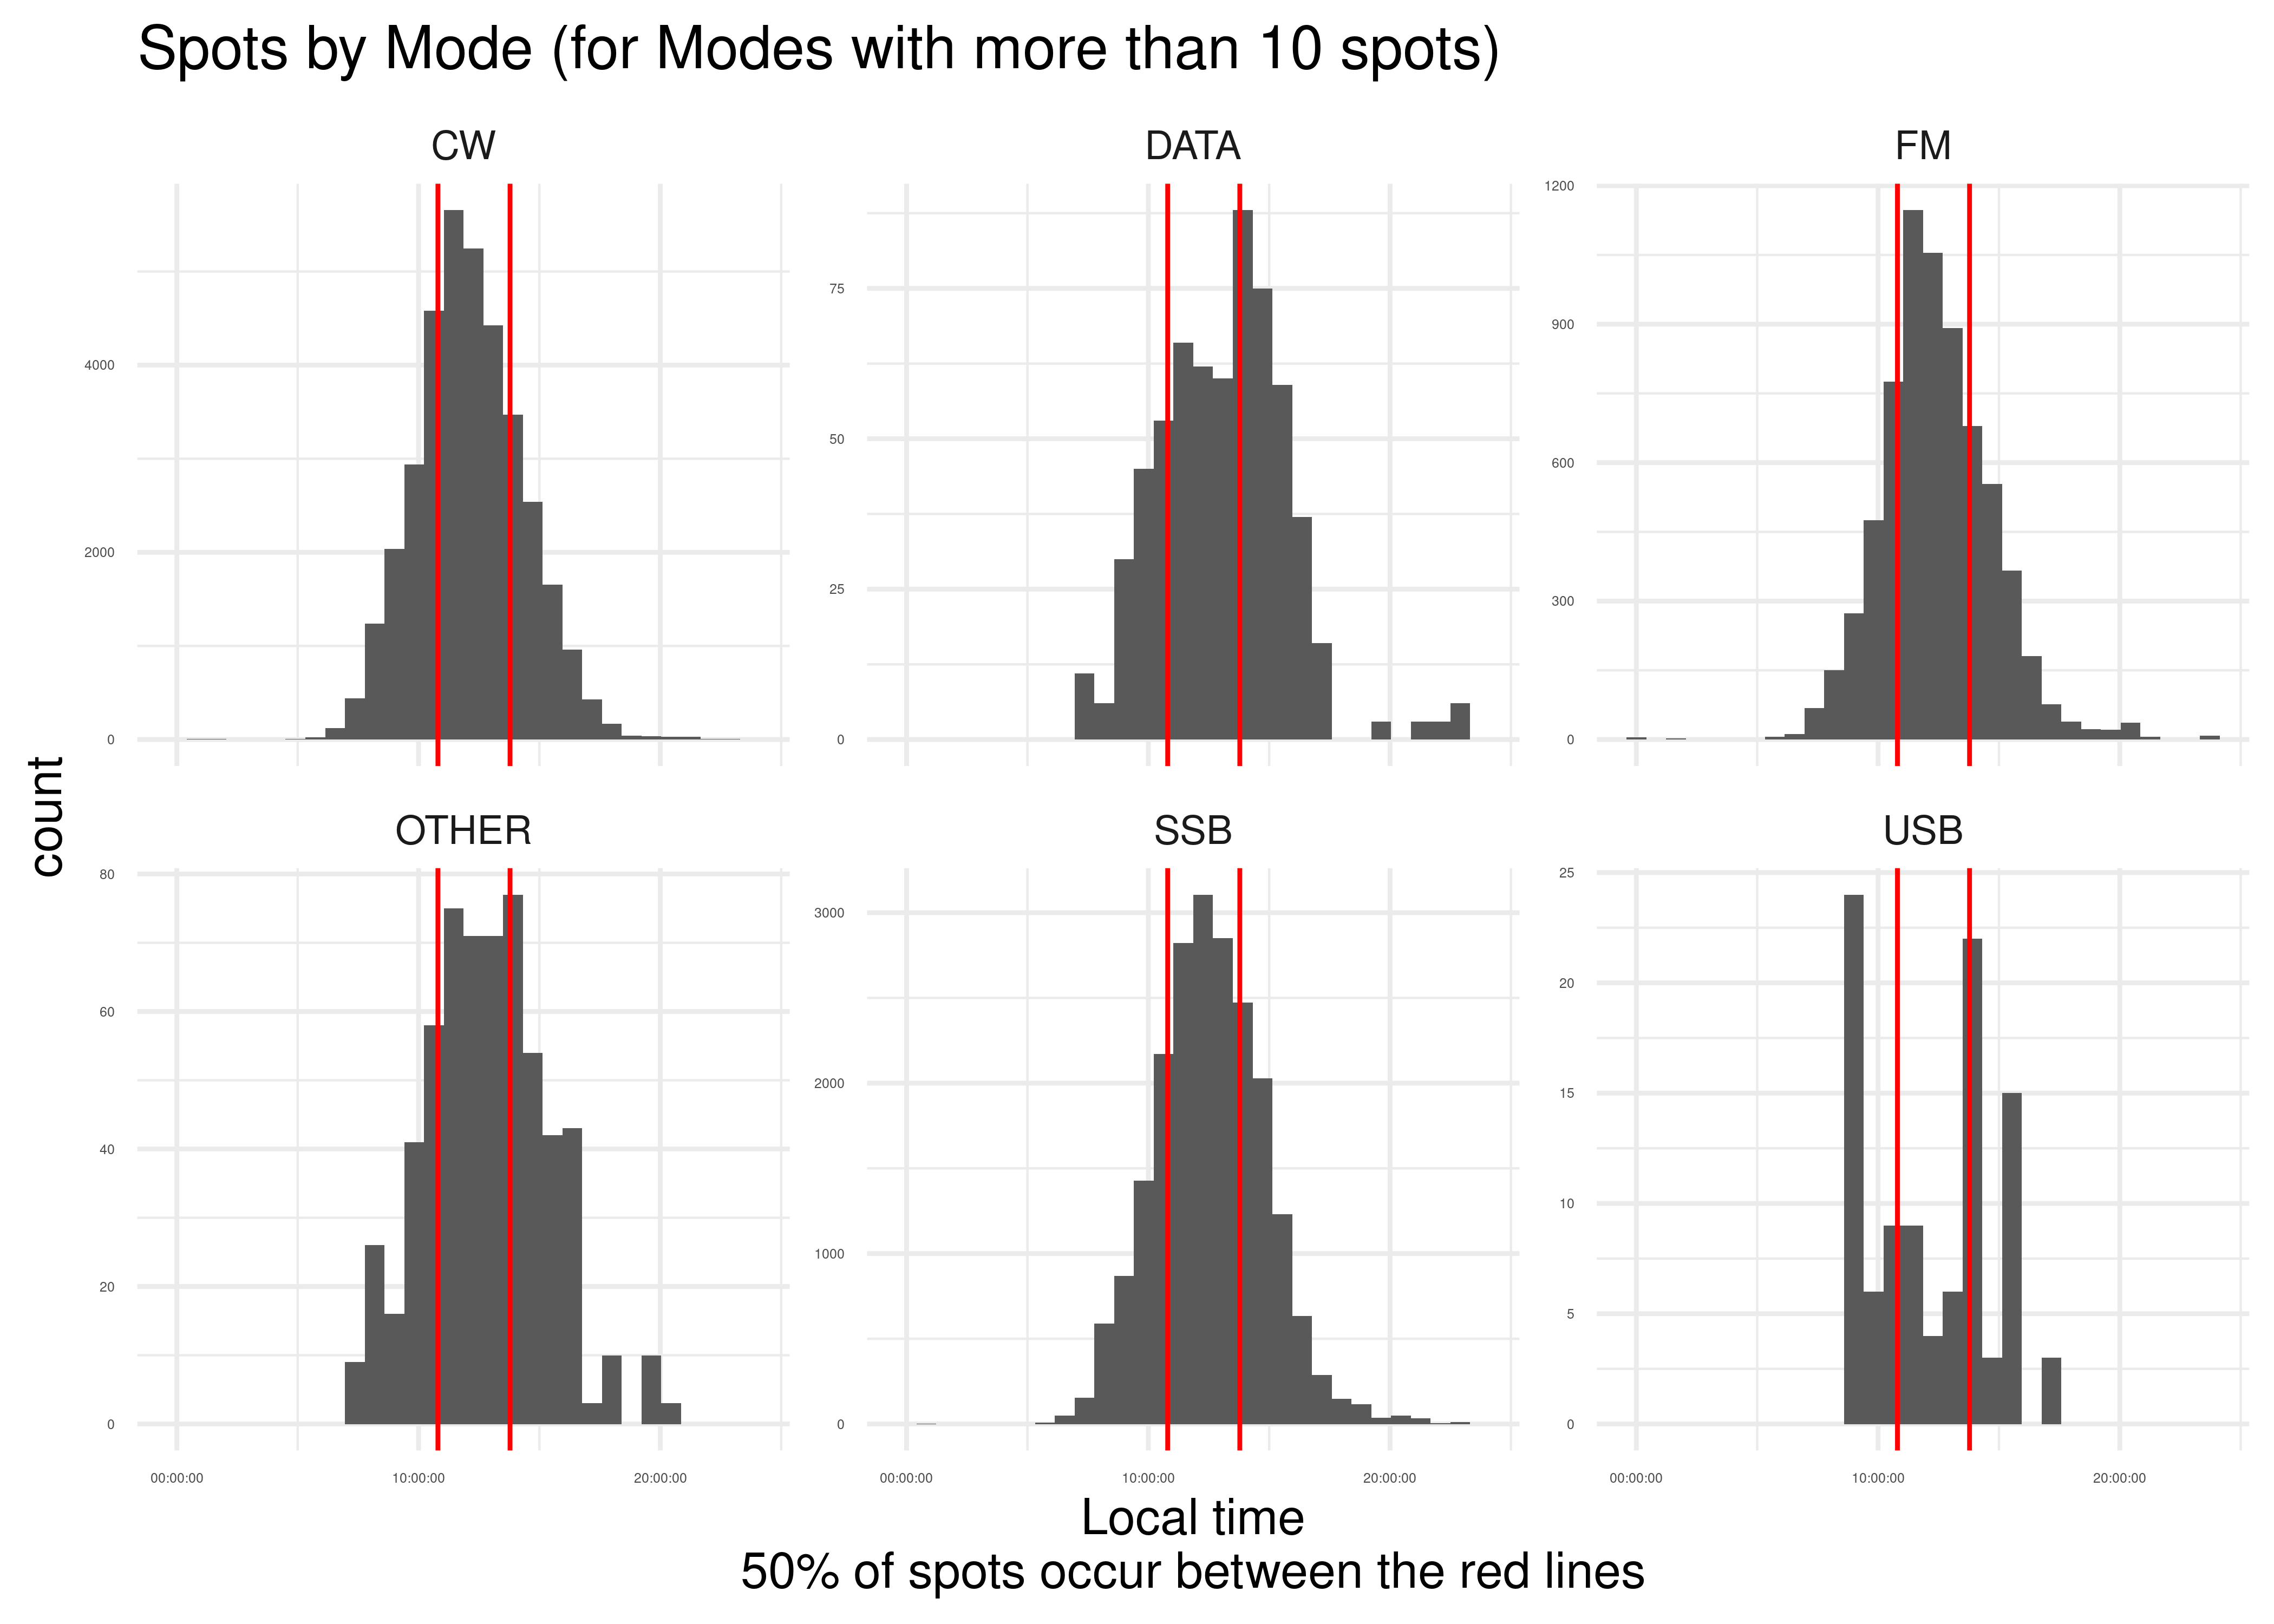 Spots by Mode (for Modes with more than 10 spots)
CW
DATA
FM
4000
2000
0
75
50
25
0
1200
900
600
300
0
count
OTHER
SSB
USB
80
60
40
20
0
3000
2000
1000
0
25
20
15
10
5
0
00:00:00 10:00:00 20:00:00
00:00:00 10:00:00 20:00:00
00:00:00 10:00:00 20:00:00
Local time
50% of spots occur between the red lines